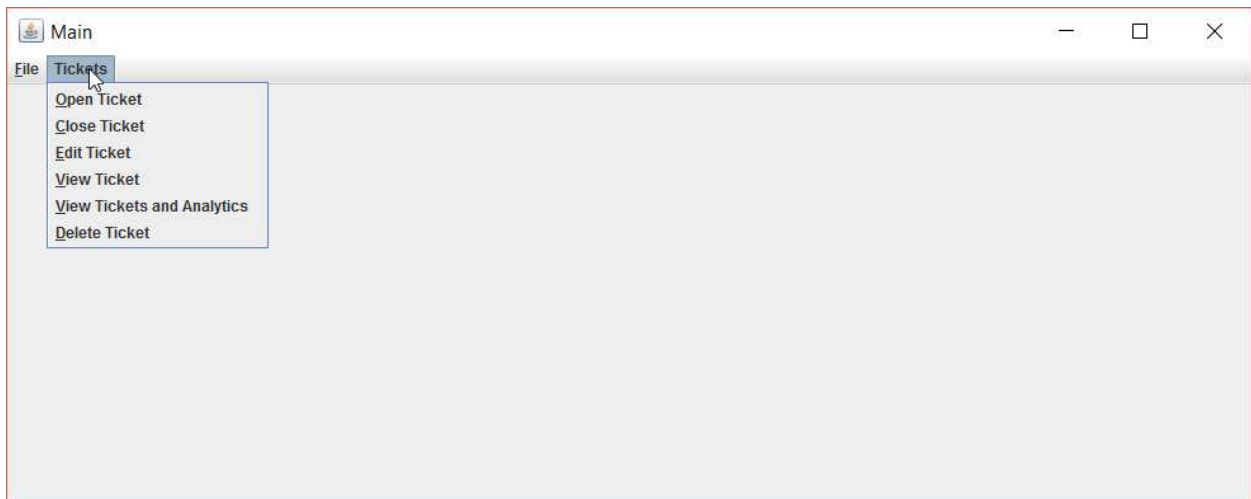 Main
File Tickets
Open Ticket
Close Ticket
Edit Ticket
View Ticket
View Tickets and Analytics
Delete Ticket